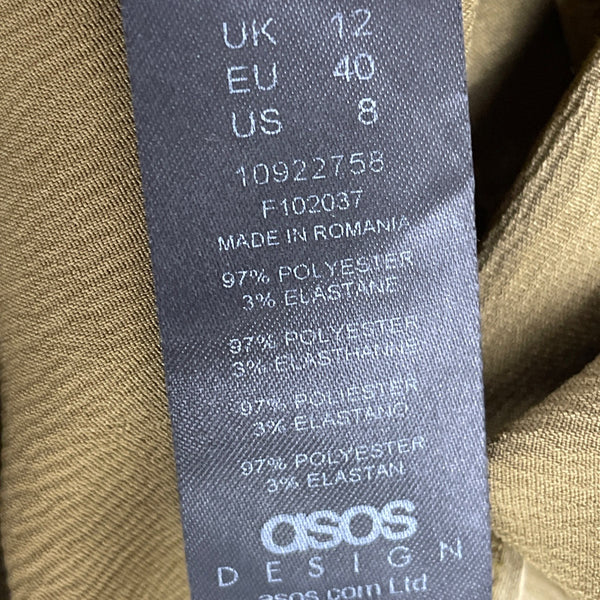 UK 12
EU 40
US 8
10922758
F102037
MADE IN ROMANIA
97% POLYESTER
3% ELASTANE
97% POLYESTER
3% ELASTHANNE
97% POLYESTER
3% ELASTANO
97% POLYESTER
3% ELASTAN
asos
DESIGN
asos.com Ltd